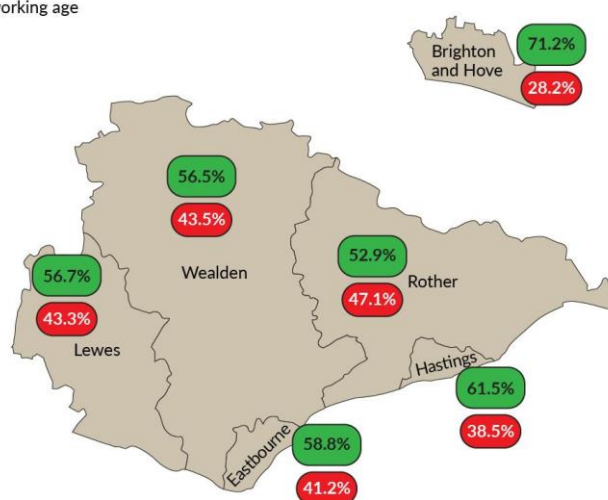 working age
Brighton
and Hove
71.2%
28.2%
56.5%
43.5%
Wealden
52.9%
47.1%
Rother
56.7%
43.3%
Lewes
Hastings
61.5%
38.5%
Eastbourne
58.8%
41.2%